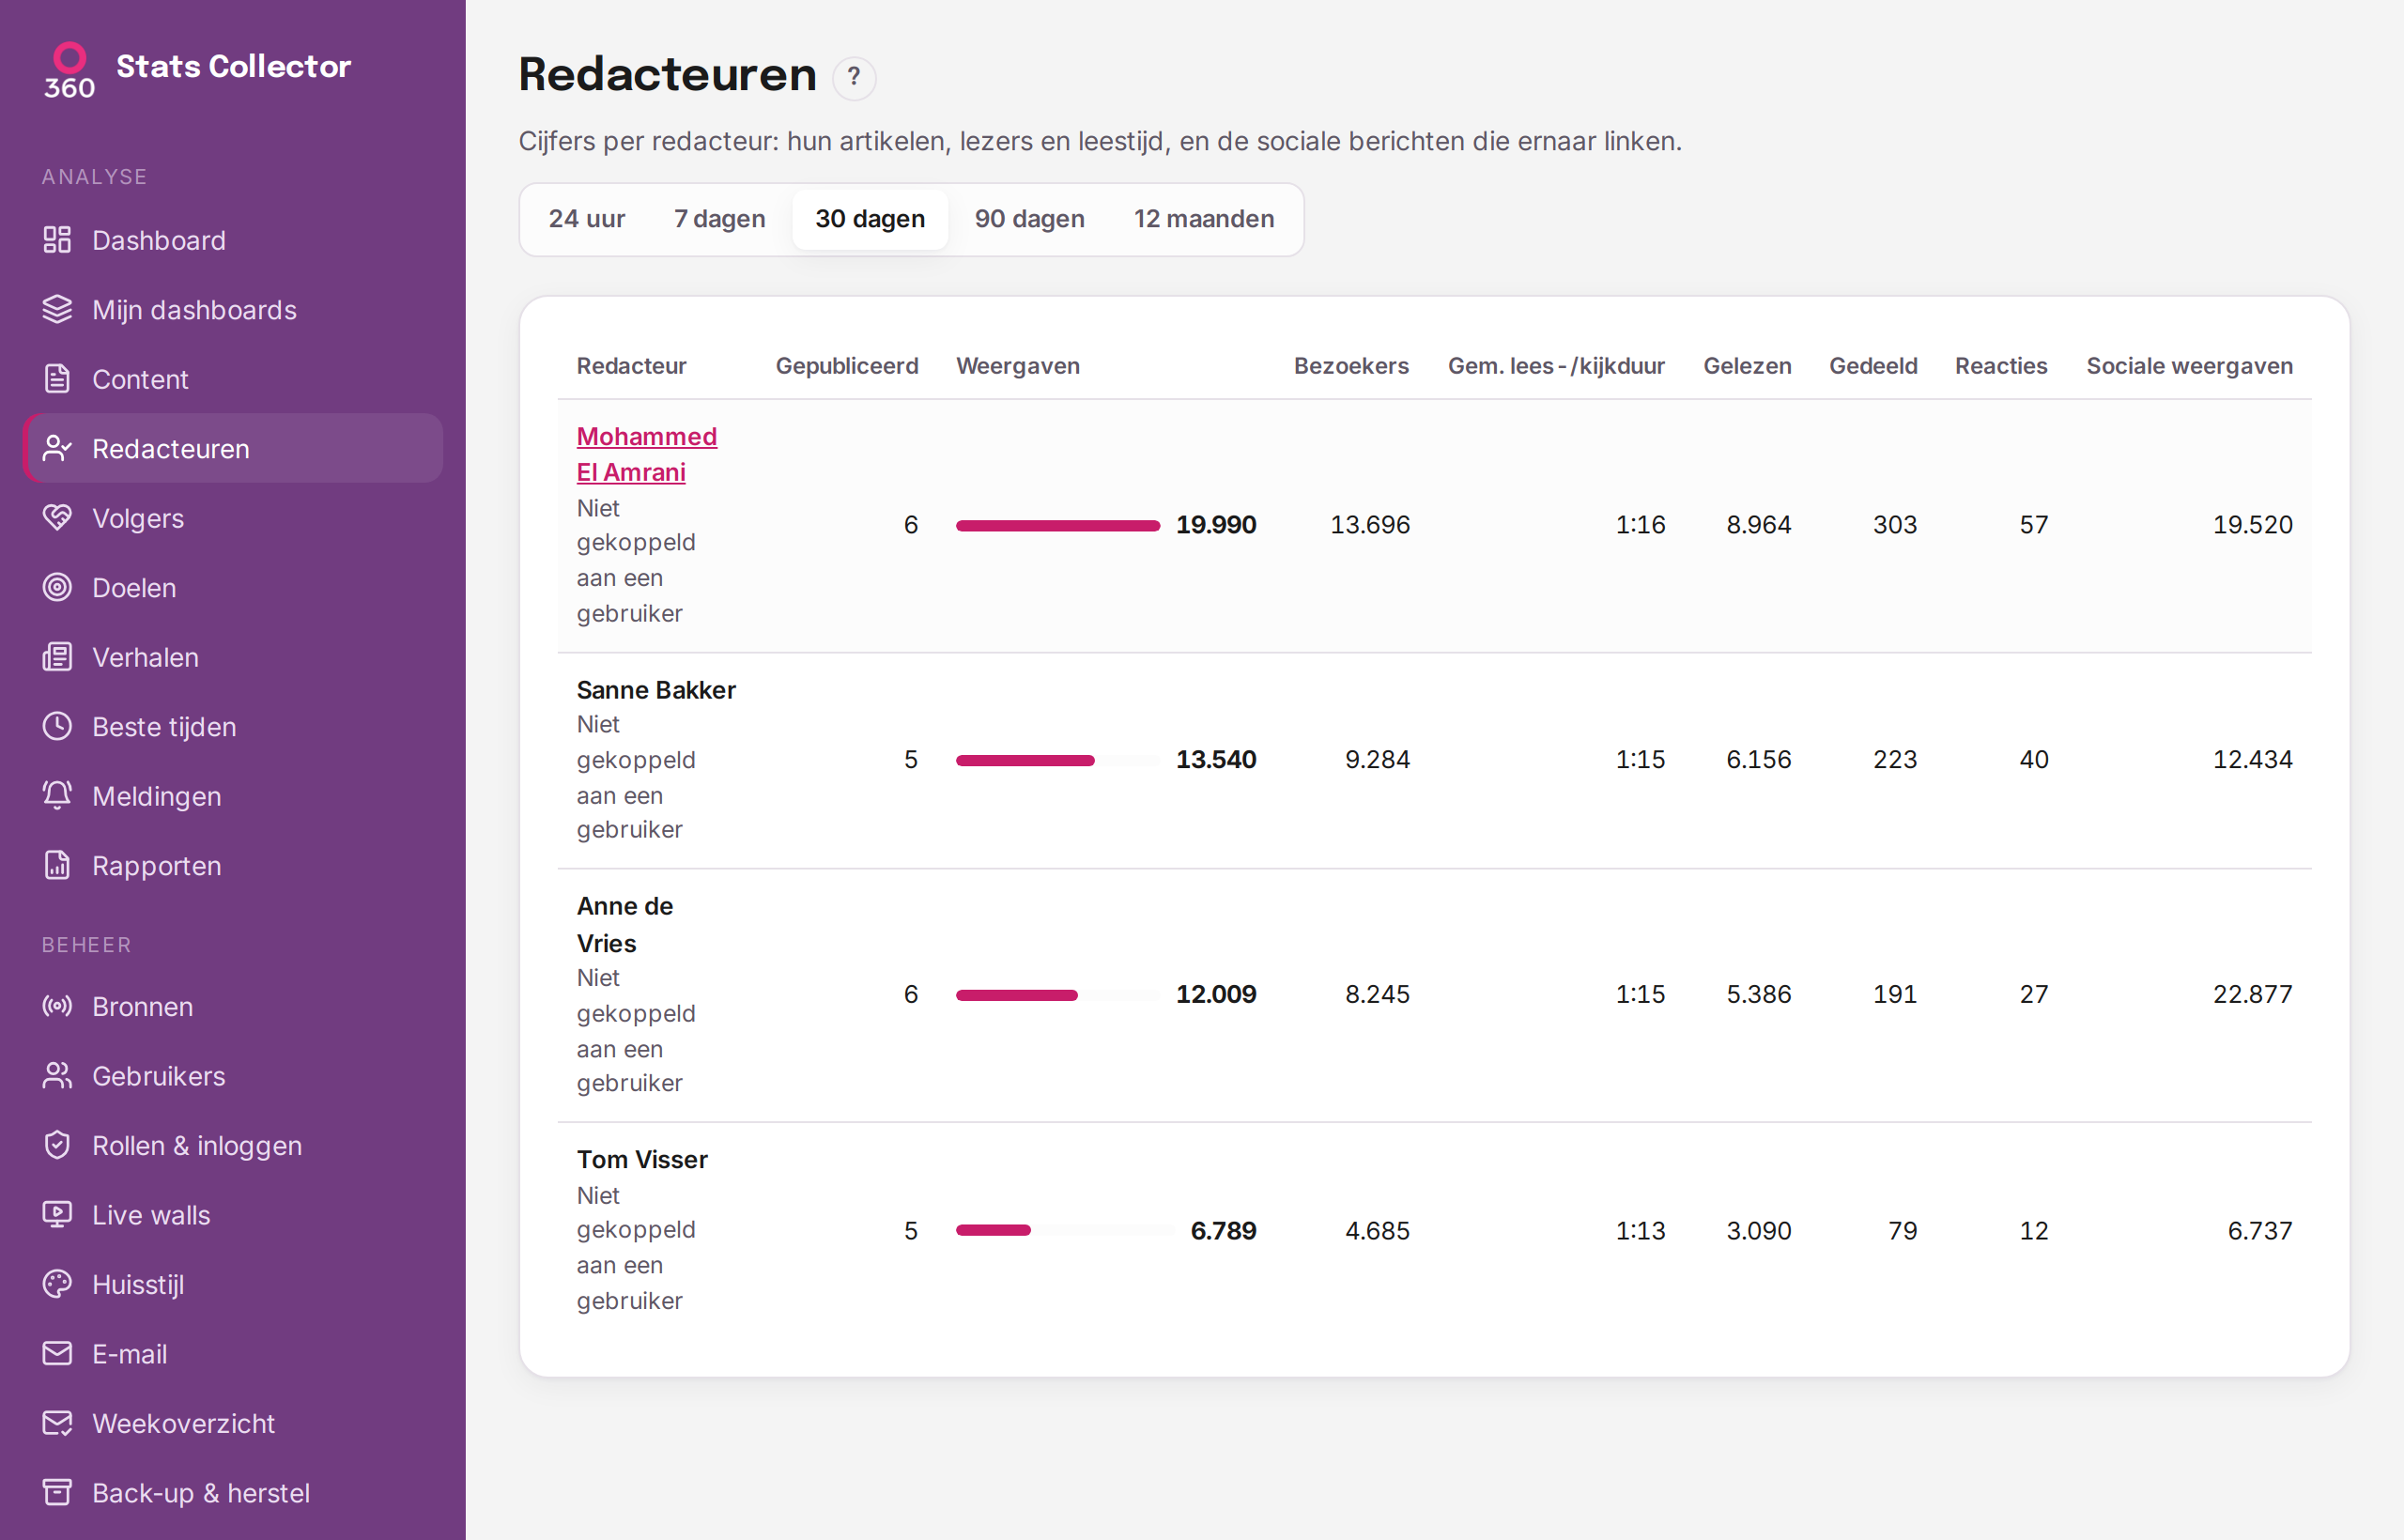 360
Stats Collector
ANALYSE
Dashboard
Mijn dashboards
Content
Redacteuren
Volgers
Doelen
Verhalen
Beste tijden
Meldingen
Rapporten
BEHEER
Bronnen
Gebruikers
Rollen & inloggen
Live walls
Huisstijl
E-mail
Weekoverzicht
Back-up & herstel
Redacteuren ?
Cijfers per redacteur: hun artikelen, lezers en leestijd, en de sociale berichten die ernaar linken.
24 uur 7 dagen 30 dagen 90 dagen 12 maanden
Redacteur Gepubliceerd Weergaven Bezoekers Gem. lees-/kijkduur Gelezen Gedeeld Reacties Sociale weergaven
Mohammed
El Amrani
Niet
gekoppeld
aan een
gebruiker
6 19.990 13.696 1:16 8.964 303 57 19.520
Sanne Bakker
Niet
gekoppeld
aan een
gebruiker
5 13.540 9.284 1:15 6.156 223 40 12.434
Anne de
Vries
Niet
gekoppeld
aan een
gebruiker
6 12.009 8.245 1:15 5.386 191 27 22.877
Tom Visser
Niet
gekoppeld
aan een
gebruiker
5 6.789 4.685 1:13 3.090 79 12 6.737